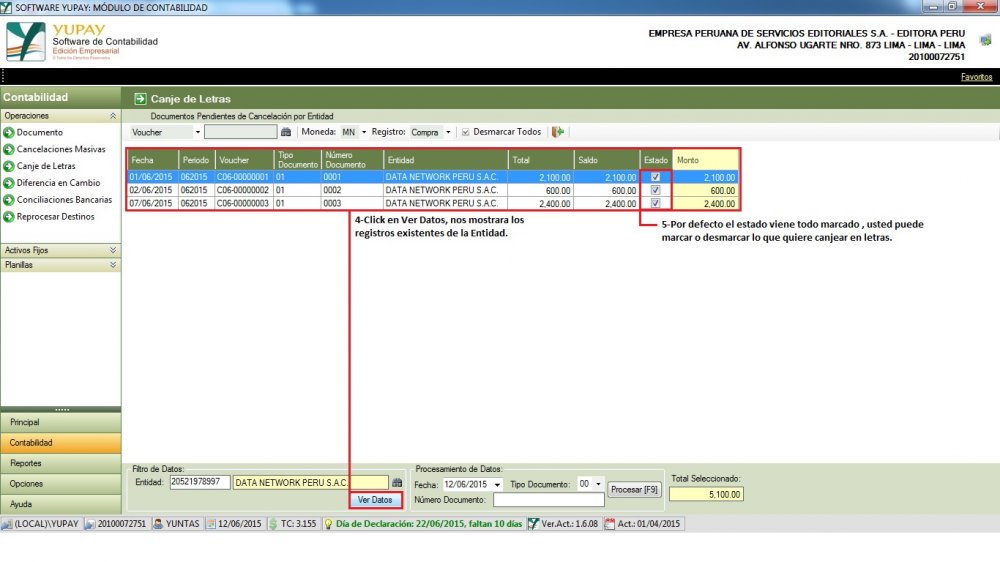 SOFTWARE YUPAY: MÓDULO DE CONTABILIDAD
YUPAY
Software de Contabilidad
Edición Empresarial
© Todos los Derechos Reservados
EMPRESA PERUANA DE SERVICIOS EDITORIALES S.A. - EDITORA PERU
AV. ALFONSO UGARTE NRO. 873 LIMA - LIMA - LIMA
20100072751
Favoritos
Contabilidad
Canje de Letras
Operaciones
Documentos Pendientes de Cancelación por Entidad
Documento
Cancelaciones Masivas
Canje de Letras
Diferencia en Cambio
Conciliaciones Bancarias
Reprocesar Destinos
Activos Fijos
Planillas
Voucher Moneda: MN Registro: Compra Desmarcar Todos
Fecha Periodo Voucher Tipo Documento Número Documento Entidad Total Saldo Estado Monto
01/06/2015 062015 C06-00000001 01 0001 DATA NETWORK PERU S.A.C. 2,100.00 2,100.00 2,100.00
02/06/2015 062015 C06-00000002 01 0002 DATA NETWORK PERU S.A.C. 600.00 600.00 600.00
07/06/2015 062015 C06-00000003 01 0003 DATA NETWORK PERU S.A.C. 2,400.00 2,400.00 2,400.00
4-Click en Ver Datos, nos mostrara los
registros existentes de la Entidad.
5-Por defecto el estado viene todo marcado , usted puede
marcar o desmarcar lo que quiere canjear en letras.
Principal
Contabilidad
Reportes
Opciones
Ayuda
Filtro de Datos:
Entidad: 20521978997 DATA NETWORK PERU S.A.C.
Ver Datos
Procesamiento de Datos:
Fecha: 12/06/2015 Tipo Documento: 00 Procesar [F9]
Número Documento:
Total Seleccionado:
5,100.00
(LOCAL)\YUPAY 20100072751 YUNTAS 12/06/2015 TC: 3.155 Día de Declaración: 22/06/2015, faltan 10 días Ver.Act.: 1.6.08 Act.: 01/04/2015